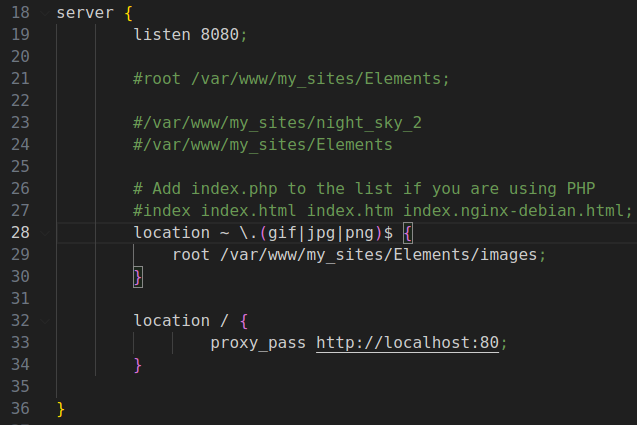 18 server {
19 listen 8080;
20
21 #root /var/www/my_sites/Elements;
22
23 #/var/www/my_sites/night_sky_2
24 #/var/www/my_sites/Elements
25
26 # Add index.php to the list if you are using PHP
27 #index index.html index.htm index.nginx-debian.html;
28 location ~ \.(gif|jpg|png)$ {
29 root /var/www/my_sites/Elements/images;
30 }
31
32 location / {
33 proxy_pass http://localhost:80;
34 }
35
36 }